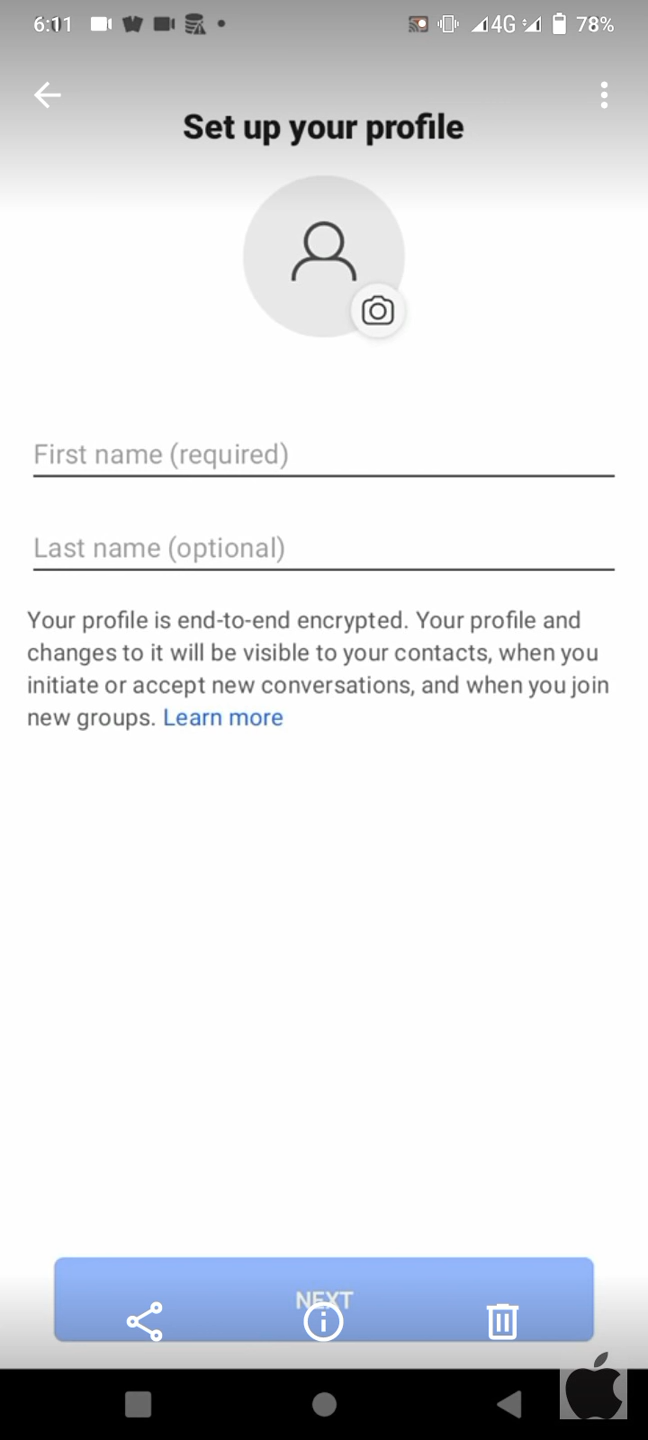 6:11
4G
78%
Set up your profile
First name (required)
Last name (optional)
Your profile is end-to-end encrypted. Your profile and
changes to it will be visible to your contacts, when you
initiate or accept new conversations, and when you join
new groups. Learn more
NEXT